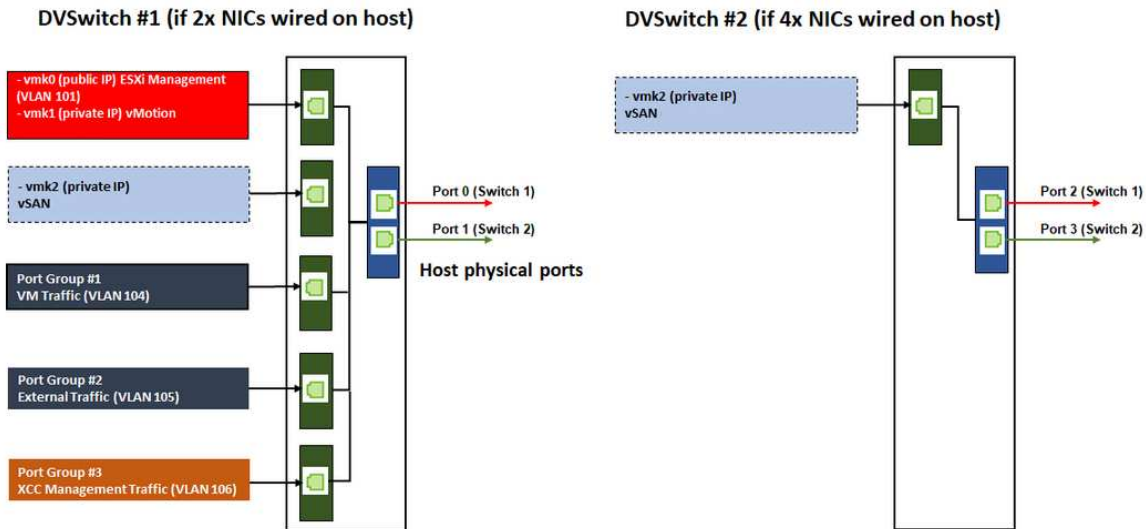 DVSwitch #1 (if 2x NICs wired on host)
- vmk0 (public IP) ESXi Management
(VLAN 101)
- vmk1 (private IP) vMotion
- vmk2 (private IP)
vSAN
Port Group #1
VM Traffic (VLAN 104)
Port Group #2
External Traffic (VLAN 105)
Port Group #3
XCC Management Traffic (VLAN 106)
Port 0 (Switch 1)
Port 1 (Switch 2)
Host physical ports
DVSwitch #2 (if 4x NICs wired on host)
- vmk2 (private IP)
vSAN
Port 2 (Switch 1)
Port 3 (Switch 2)